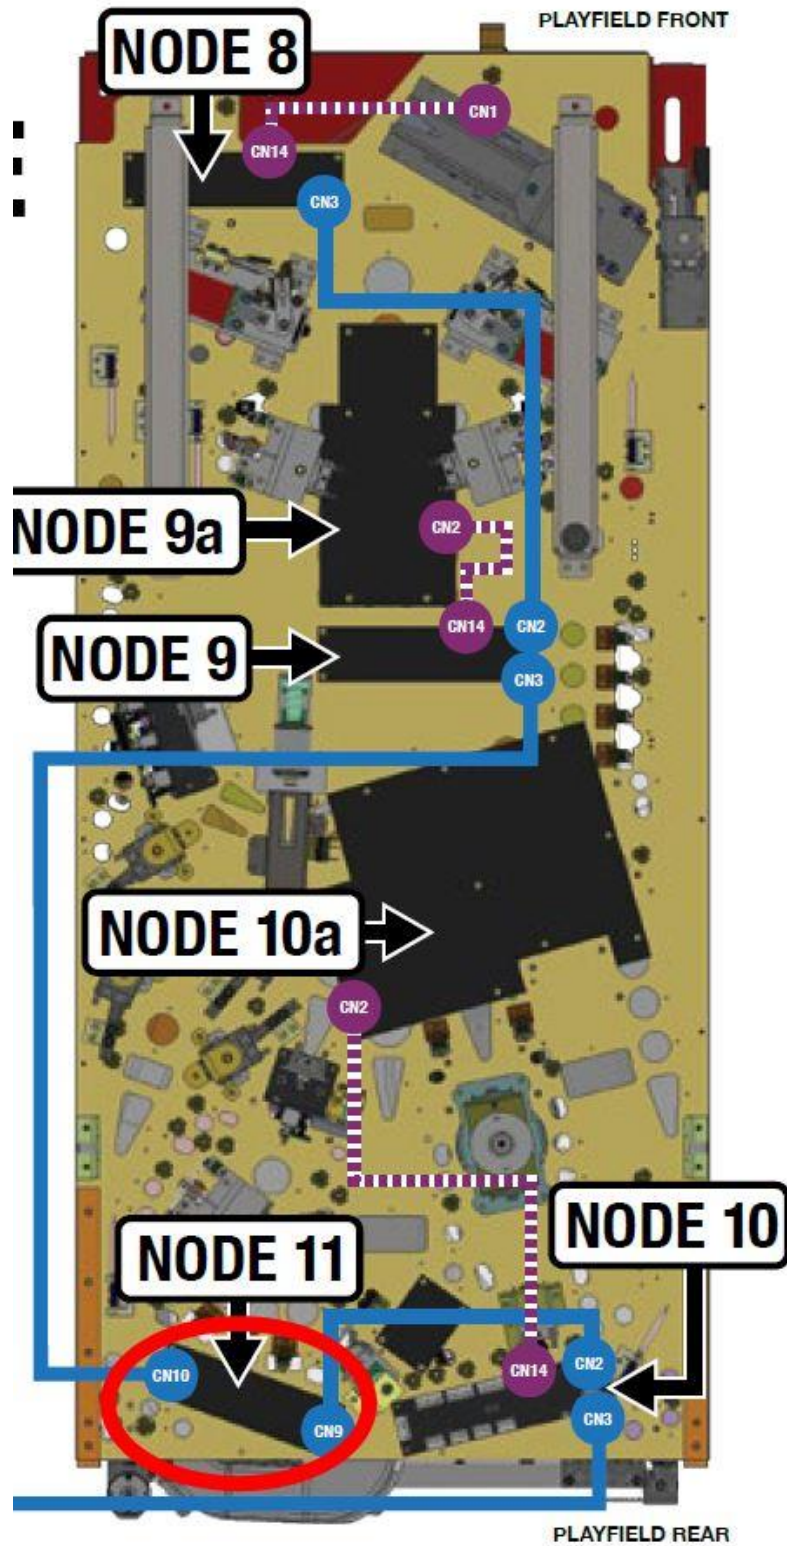 PLAYFIELD FRONT
NODE 8
CN1
CN14
CN3
NODE 9a
CN2
CN14
CN2
NODE 9
CN3
NODE 10a
CN2
NODE 10
NODE 11
CN2
CN14
CN10
CN3
CN9
PLAYFIELD REAR